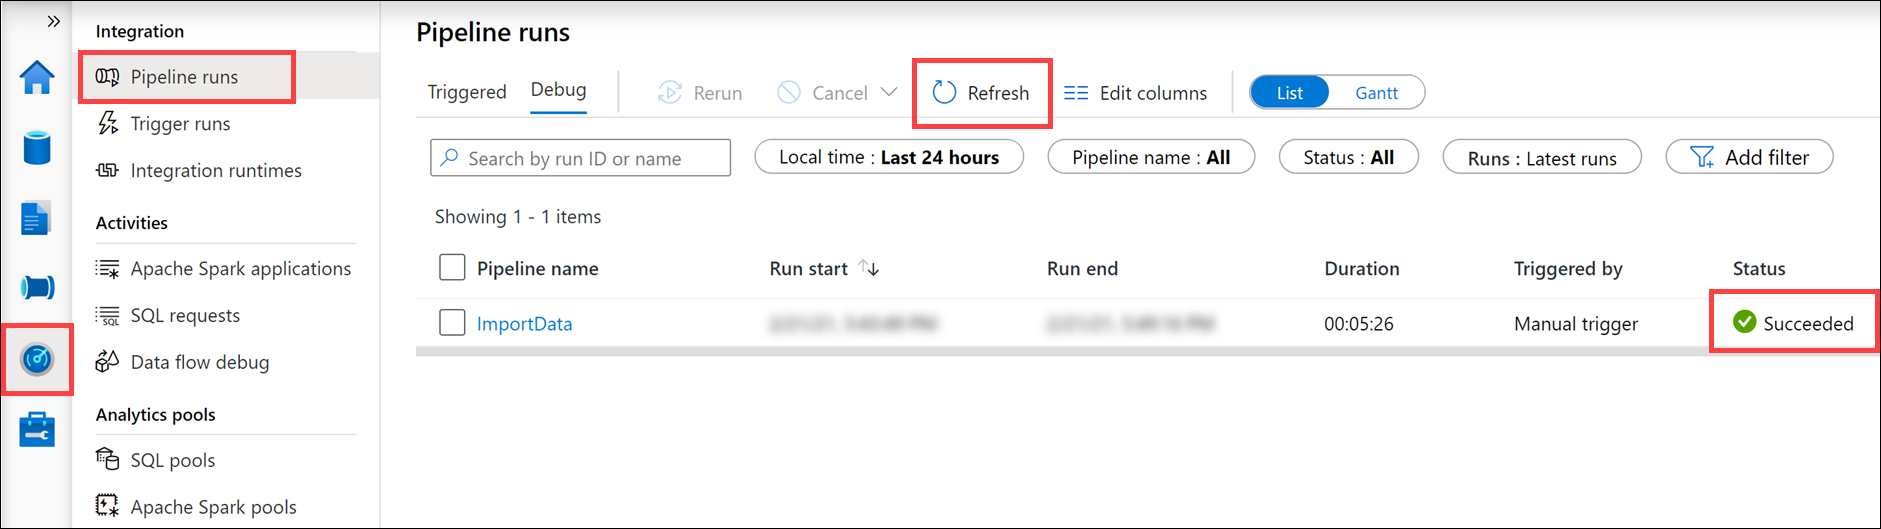 Integration
Pipeline runs
Trigger runs
Integration runtimes
Activities
Apache Spark applications
SQL requests
Data flow debug
Analytics pools
SQL pools
Apache Spark pools
Pipeline runs
Triggered Debug Rerun Cancel Refresh Edit columns List Gantt
Search by run ID or name Local time : Last 24 hours Pipeline name : All Status : All Runs : Latest runs Add filter
Showing 1 - 1 items
Pipeline name Run start Run end Duration Triggered by Status
ImportData 00:05:26 Manual trigger Succeeded